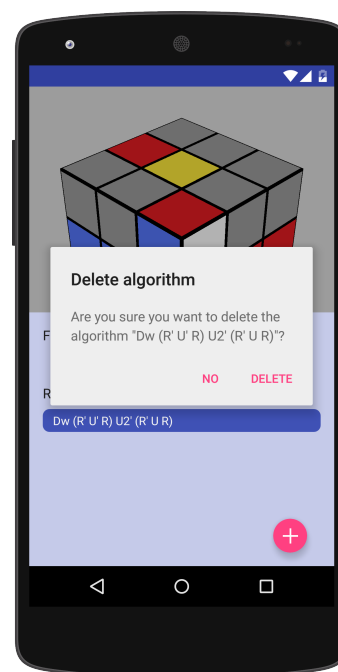 Delete algorithm
Are you sure you want to delete the
algorithm "Dw (R' U' R) U2' (R' U R)"?
NO
DELETE
F
R
Dw (R' U' R) U2' (R' U R)